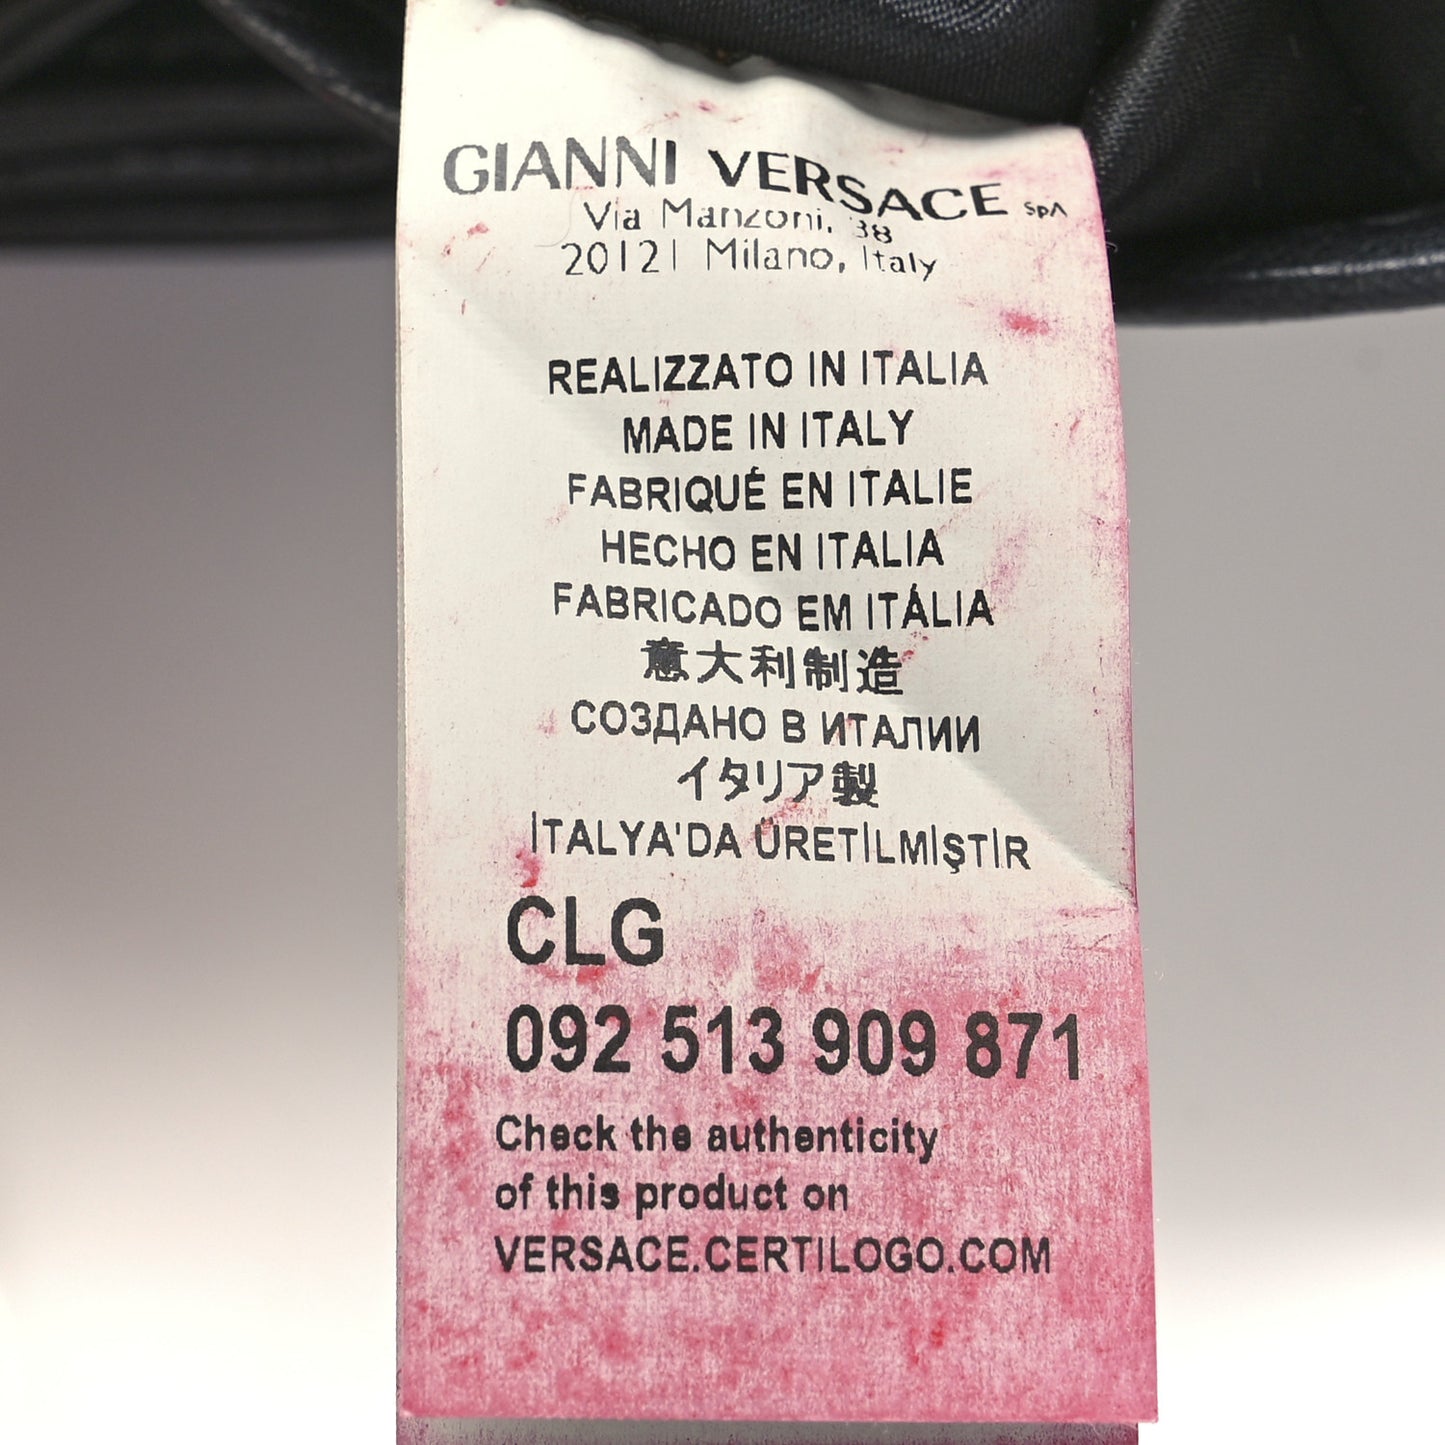 GIANNI VERSACE SpA
Via Manzoni, 38
20121 Milano, Italy
REALIZZATO IN ITALIA
MADE IN ITALY
FABRIQUÉ EN ITALIE
HECHO EN ITALIA
FABRICADO EM ITÁLIA
意大利制造
СОЗДАНО В ИТАЛИИ
イタリア製
İTALYA'DA ÜRETİLMİŞTİR
CLG
092 513 909 871
Check the authenticity
of this product on
VERSACE.CERTILOGO.COM